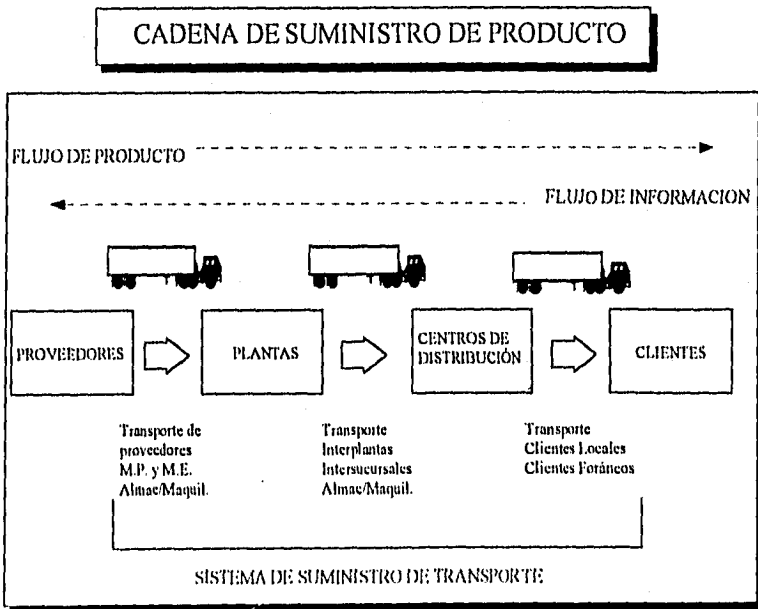 CADENA DE SUMINISTRO DE PRODUCTO
FLUJO DE PRODUCTO
FLUJO DE INFORMACION
PROVEEDORES
PLANTAS
CENTROS DE
DISTRIBUCIÓN
CLIENTES
Transporte de
proveedores
M.P. y M.E.
Almac/Maquil.
Transporte
Interplantas
Intersucursales
Almac/Maquil.
Transporte
Clientes Locales
Clientes Foráneos
SISTEMA DE SUMINISTRO DE TRANSPORTE